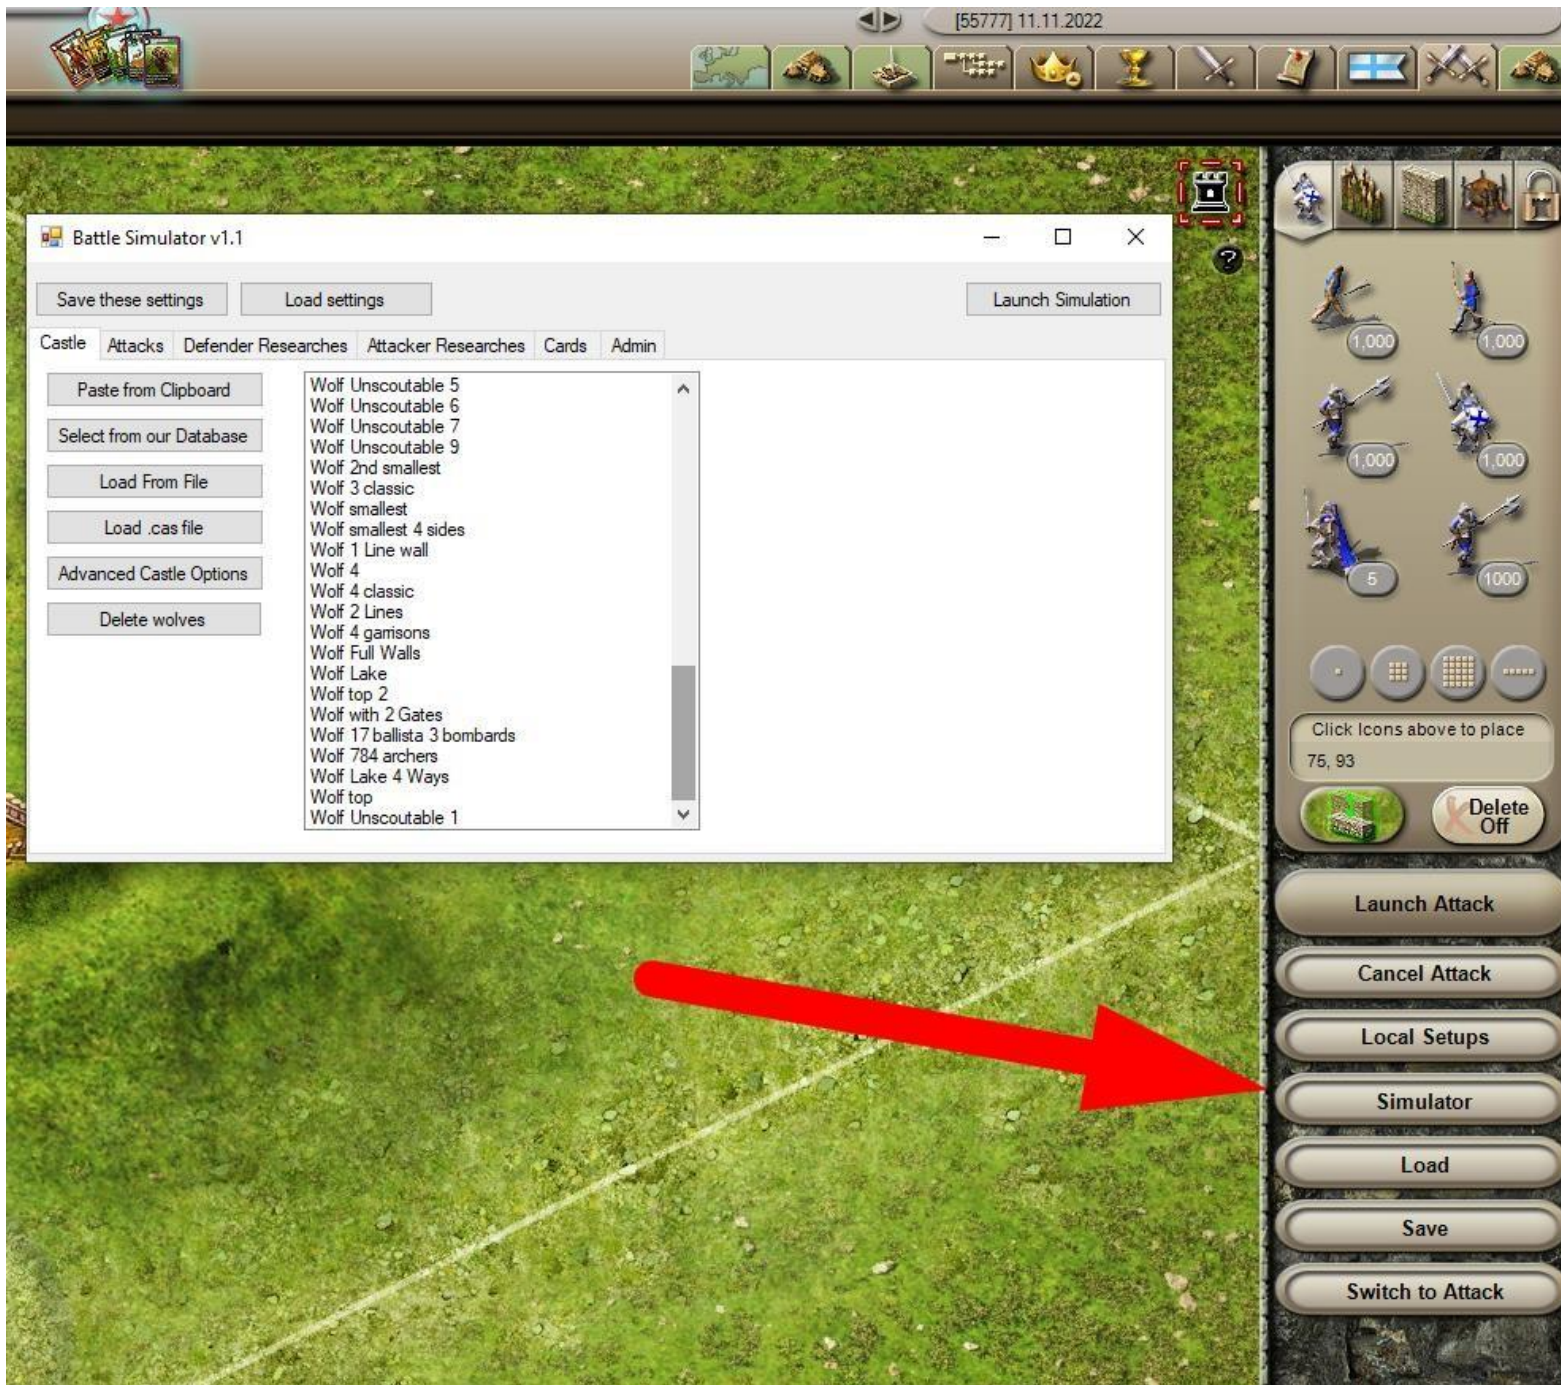 [55777] 11.11.2022
Battle Simulator v1.1
Save these settings
Load settings
Launch Simulation
Castle
Attacks
Defender Researches
Attacker Researches
Cards
Admin
Paste from Clipboard
Select from our Database
Load From File
Load .cas file
Advanced Castle Options
Delete wolves
Wolf Unscoutable 5
Wolf Unscoutable 6
Wolf Unscoutable 7
Wolf Unscoutable 9
Wolf 2nd smallest
Wolf 3 classic
Wolf smallest
Wolf smallest 4 sides
Wolf 1 Line wall
Wolf 4
Wolf 4 classic
Wolf 2 Lines
Wolf 4 garrisons
Wolf Full Walls
Wolf Lake
Wolf top 2
Wolf with 2 Gates
Wolf 17 ballista 3 bombards
Wolf 784 archers
Wolf Lake 4 Ways
Wolf top
Wolf Unscoutable 1
?
1,000
1,000
1,000
1,000
5
1000
Click Icons above to place
75, 93
Delete
Off
Launch Attack
Cancel Attack
Local Setups
Simulator
Load
Save
Switch to Attack